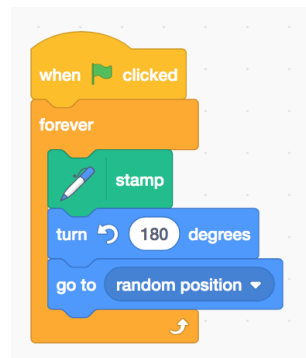 when clicked
forever
stamp
turn 180 degrees
go to random position